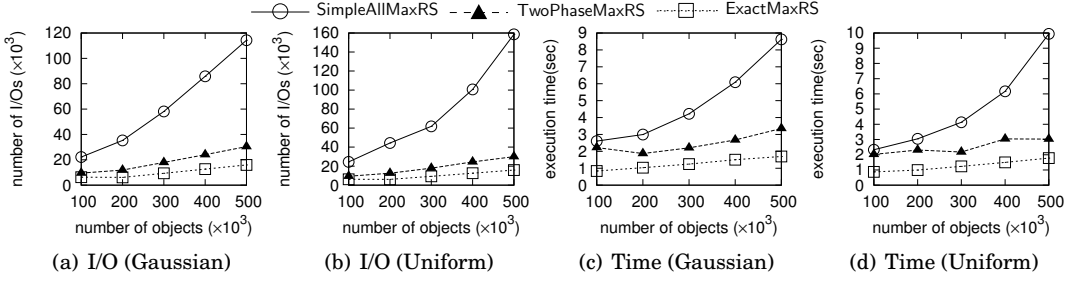 SimpleAllMaxRS TwoPhaseMaxRS ExactMaxRS
number of I/Os (×10³)
120
100
80
60
40
20
0
100 200 300 400 500
number of objects (×10³)
(a) I/O (Gaussian)
number of I/Os (×10³)
160
140
120
100
80
60
40
20
0
100 200 300 400 500
number of objects (×10³)
(b) I/O (Uniform)
execution time(sec)
9
8
7
6
5
4
3
2
1
0
100 200 300 400 500
number of objects (×10³)
(c) Time (Gaussian)
execution time(sec)
10
9
8
7
6
5
4
3
2
1
0
100 200 300 400 500
number of objects (×10³)
(d) Time (Uniform)